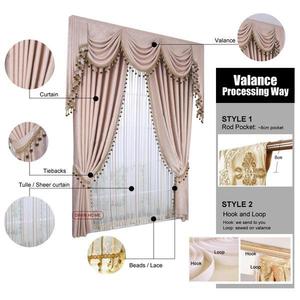 Valance
Curtain
Tiebacks
Tulle / Sheer curtain
Beads / Lace
Valance
Processing Way
STYLE 1
Rod Pocket: ~8cm pocket
8cm
STYLE 2
Hook and Loop
Hook: we send to you
Loop: sewed on valance
Hook
Loop
Loop
Hook